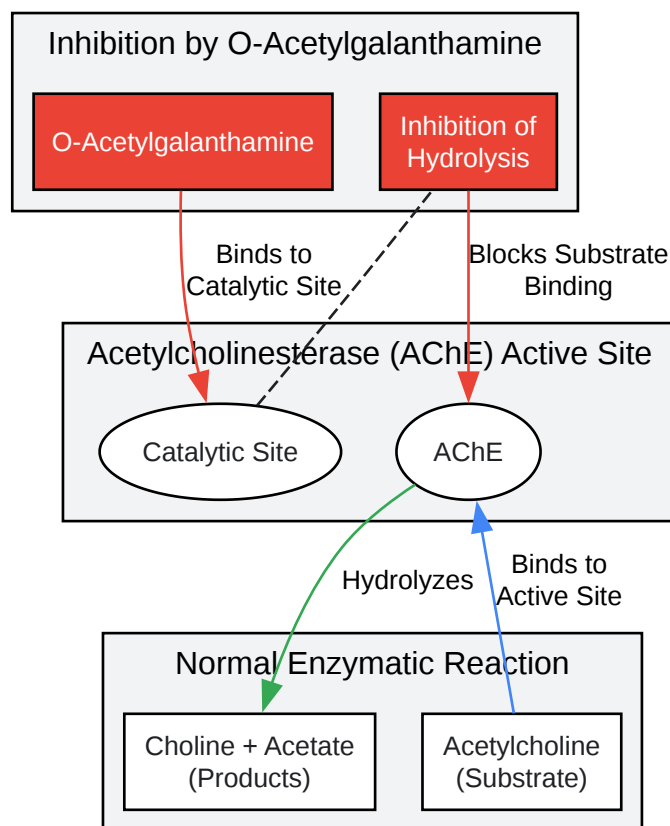 Inhibition by O-Acetylgalanthamine
O-Acetylgalanthamine
Inhibition of
Hydrolysis
Binds to
Catalytic Site
Blocks Substrate
Binding
Acetylcholinesterase (AChE) Active Site
Catalytic Site
AChE
Hydrolyzes
Binds to
Active Site
Normal Enzymatic Reaction
Choline + Acetate
(Products)
Acetylcholine
(Substrate)